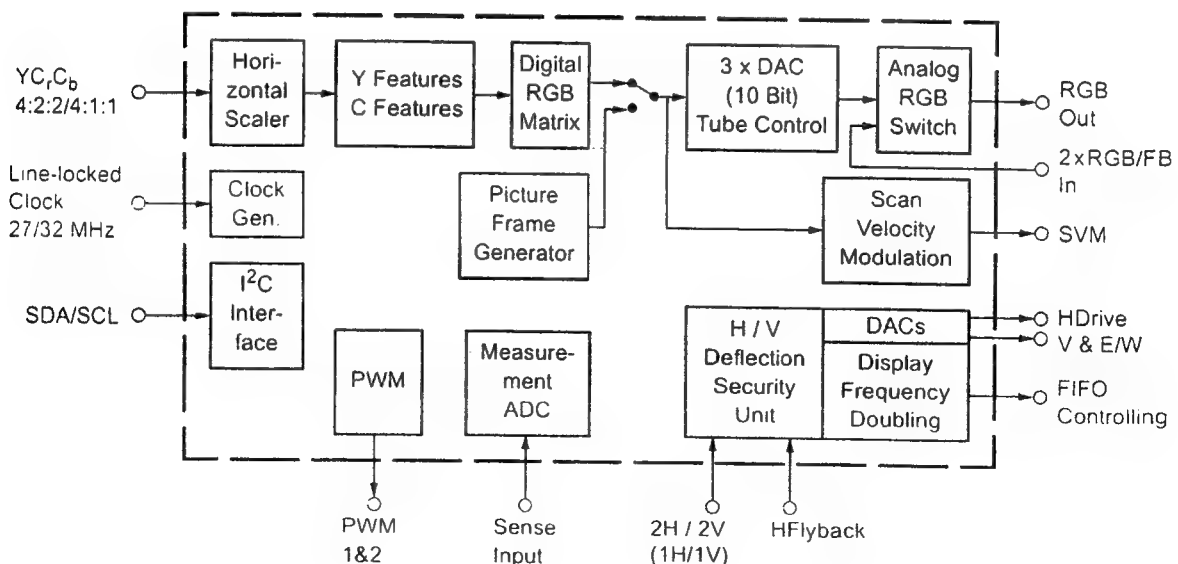 YCrCb
4:2:2/4:1:1
Hori-
zontal
Scaler
Y Features
C Features
Digital
RGB
Matrix
3 x DAC
(10 Bit)
Tube Control
Analog
RGB
Switch
RGB
Out
2xRGB/FB
In
Line-locked
Clock
27/32 MHz
Clock
Gen.
Picture
Frame
Generator
Scan
Velocity
Modulation
SVM
SDA/SCL
I2C
Inter-
face
PWM
Measure-
ment
ADC
H / V
Deflection
Security
Unit
DACs
Display
Frequency
Doubling
HDrive
V & E/W
FIFO
Controlling
PWM
1&2
Sense
Input
2H / 2V
(1H/1V)
HFlyback